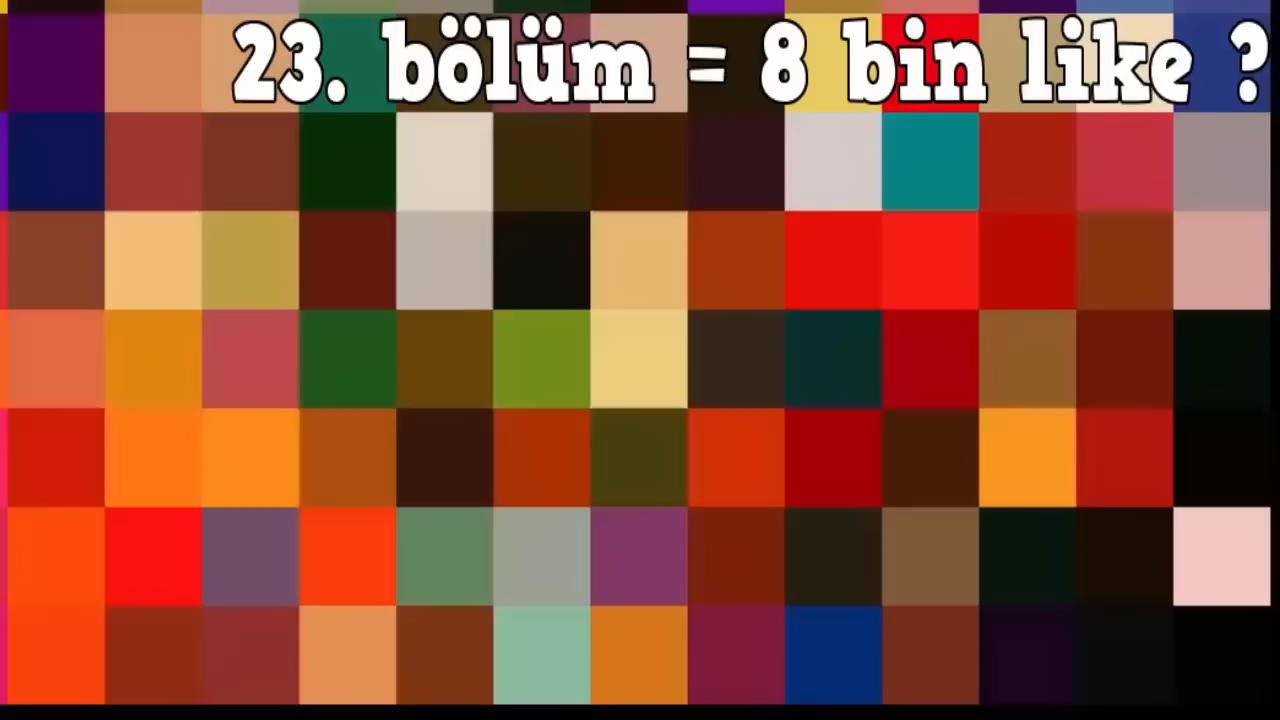 23. bölüm = 8 bin like ?